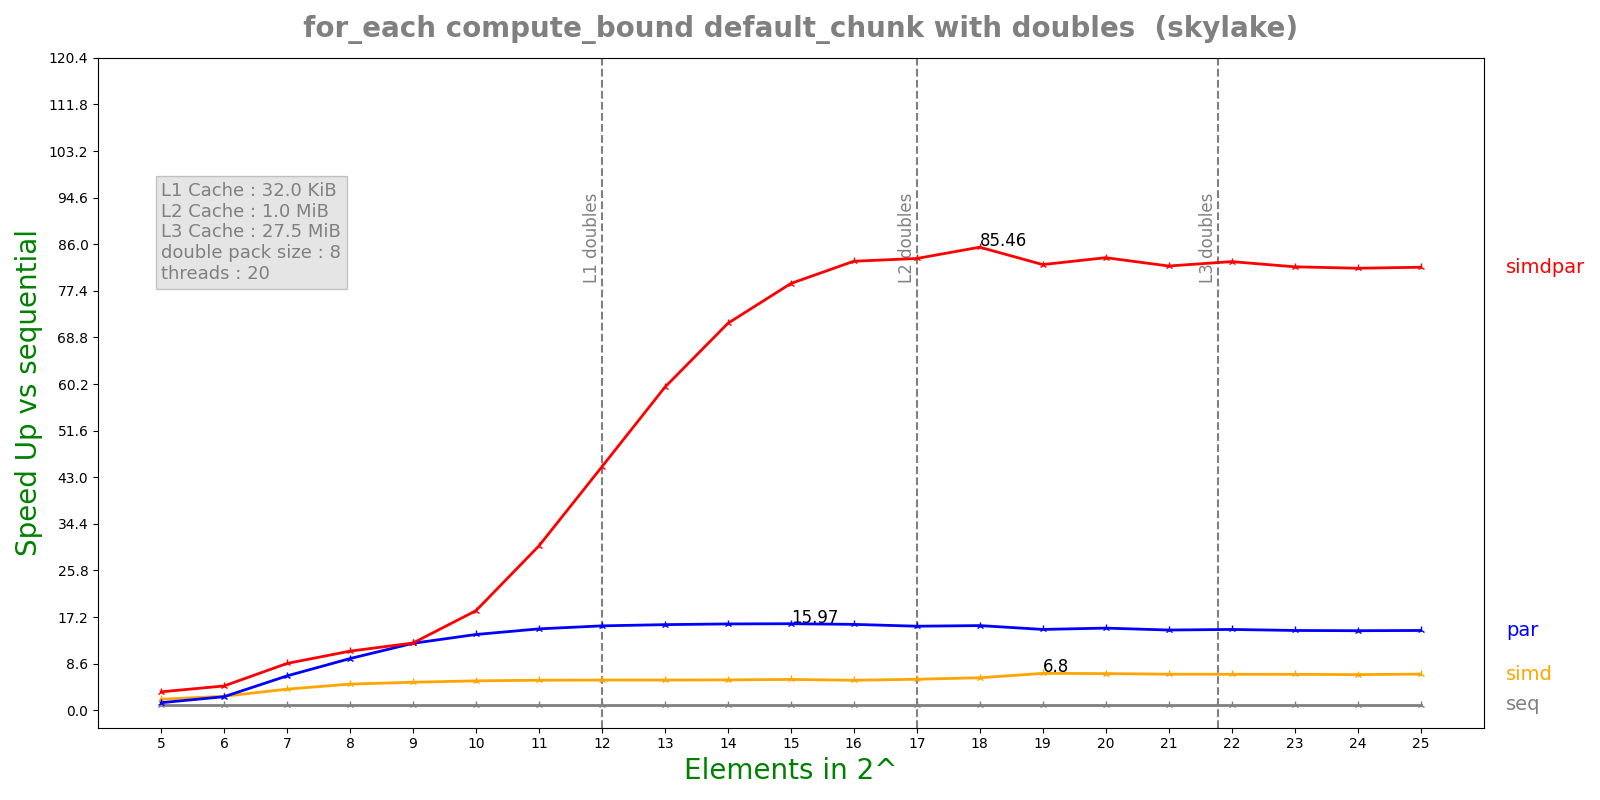 for_each compute_bound default_chunk with doubles (skylake)
Speed Up vs sequential
120.4
111.8
103.2
94.6
86.0
77.4
68.8
60.2
51.6
43.0
34.4
25.8
17.2
8.6
0.0
L1 Cache : 32.0 KiB
L2 Cache : 1.0 MiB
L3 Cache : 27.5 MiB
double pack size : 8
threads : 20
L1 doubles
L2 doubles
L3 doubles
85.46
15.97
6.8
simdpar
par
simd
seq
5 6 7 8 9 10 11 12 13 14 15 16 17 18 19 20 21 22 23 24 25
Elements in 2^